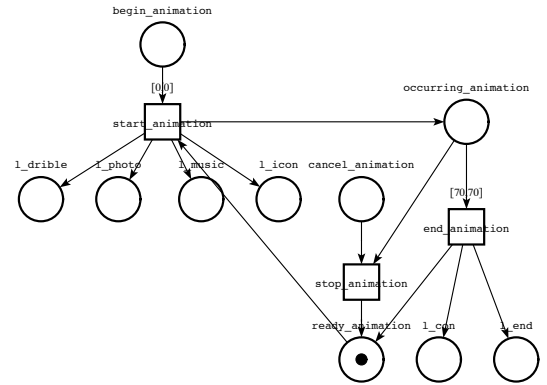 begin_animation
[0,0]
occurring_animation
start_animation
l_drible
l_photo
l_music
l_icon
cancel_animation
[70,70]
end_animation
stop_animation
ready_animation
l_con
l_end